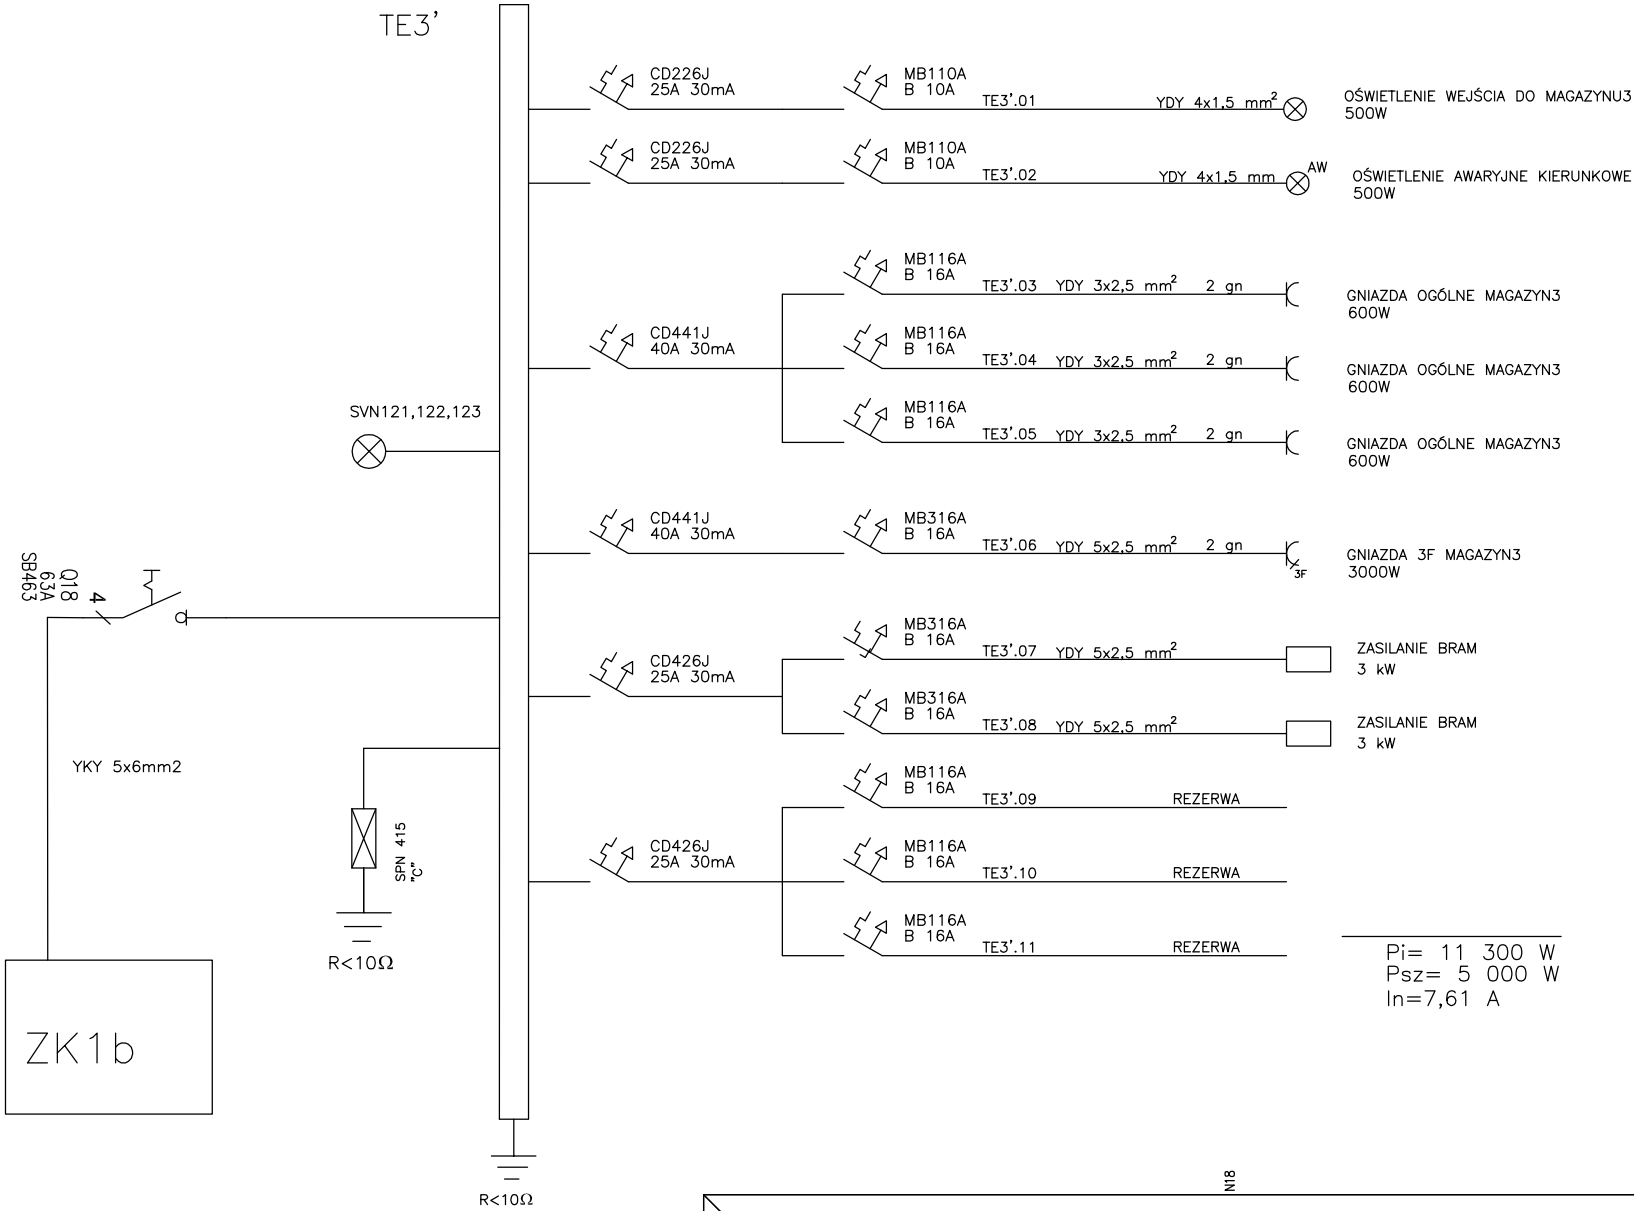 TE3'
CD226J
25A 30mA
MB110A
B 10A
TE3'.01
YDY 4x1,5 mm²
OŚWIETLENIE WEJŚCIA DO MAGAZYNU3
500W
CD226J
25A 30mA
MB110A
B 10A
TE3'.02
YDY 4x1,5 mm
AW
OŚWIETLENIE AWARYJNE KIERUNKOWE
500W
MB116A
B 16A
TE3'.03 YDY 3x2,5 mm² 2 gn
GNIAZDA OGÓLNE MAGAZYN3
600W
CD441J
40A 30mA
MB116A
B 16A
TE3'.04 YDY 3x2,5 mm² 2 gn
GNIAZDA OGÓLNE MAGAZYN3
600W
MB116A
B 16A
TE3'.05 YDY 3x2,5 mm² 2 gn
GNIAZDA OGÓLNE MAGAZYN3
600W
SVN121,122,123
CD441J
40A 30mA
MB316A
B 16A
TE3'.06 YDY 5x2,5 mm² 2 gn
3F
GNIAZDA 3F MAGAZYN3
3000W
Q18
63A
SB463
4
CD426J
25A 30mA
MB316A
B 16A
TE3'.07 YDY 5x2,5 mm²
ZASILANIE BRAM
3 kW
MB316A
B 16A
TE3'.08 YDY 5x2,5 mm²
ZASILANIE BRAM
3 kW
YKY 5x6mm2
SPN 415
"C"
R<10Ω
MB116A
B 16A
TE3'.09
REZERWA
CD426J
25A 30mA
MB116A
B 16A
TE3'.10
REZERWA
MB116A
B 16A
TE3'.11
REZERWA
Pi= 11 300 W
Psz= 5 000 W
In=7,61 A
ZK1b
R<10Ω
N18